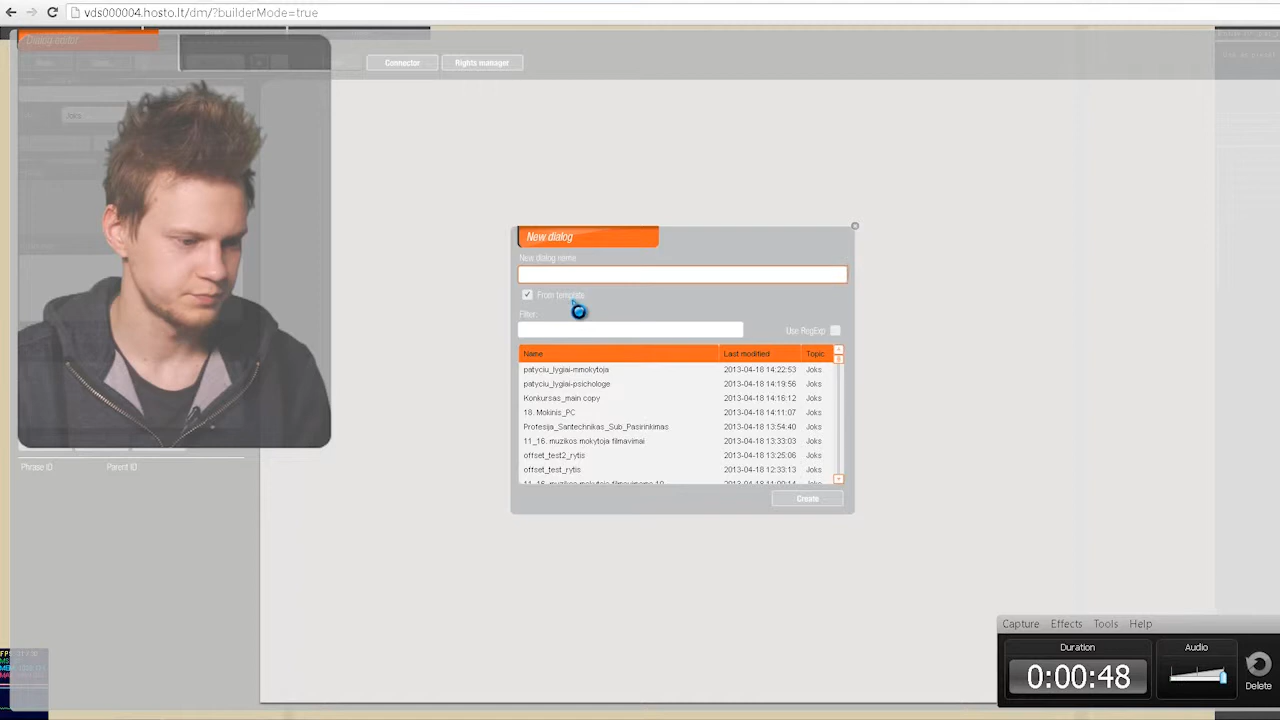 vds000004.hosto.lt/dm/?builderMode=true
Dialog editor
Connector
Rights manager
Joks
New dialog
New dialog name
From template
Filter:
Use RegExp
Name Last modified Topic
patyciu_lygiai-mmokytoja 2013-04-18 14:22:53 Joks
patyciu_lygiai-psichologe 2013-04-18 14:19:56 Joks
Konkursas_main copy 2013-04-18 14:16:12 Joks
18. Mokinis_PC 2013-04-18 14:11:07 Joks
Profesija_Santechnikas_Sub_Pasirinkimas 2013-04-18 13:54:40 Joks
11_16. muzikos mokytoja filmavimai 2013-04-18 13:33:03 Joks
offset_test2_rytis 2013-04-18 13:25:06 Joks
offset_test_rytis 2013-04-18 12:33:13 Joks
Create
Phrase ID Parent ID
Capture Effects Tools Help
Duration
0:00:48
Audio
Delete